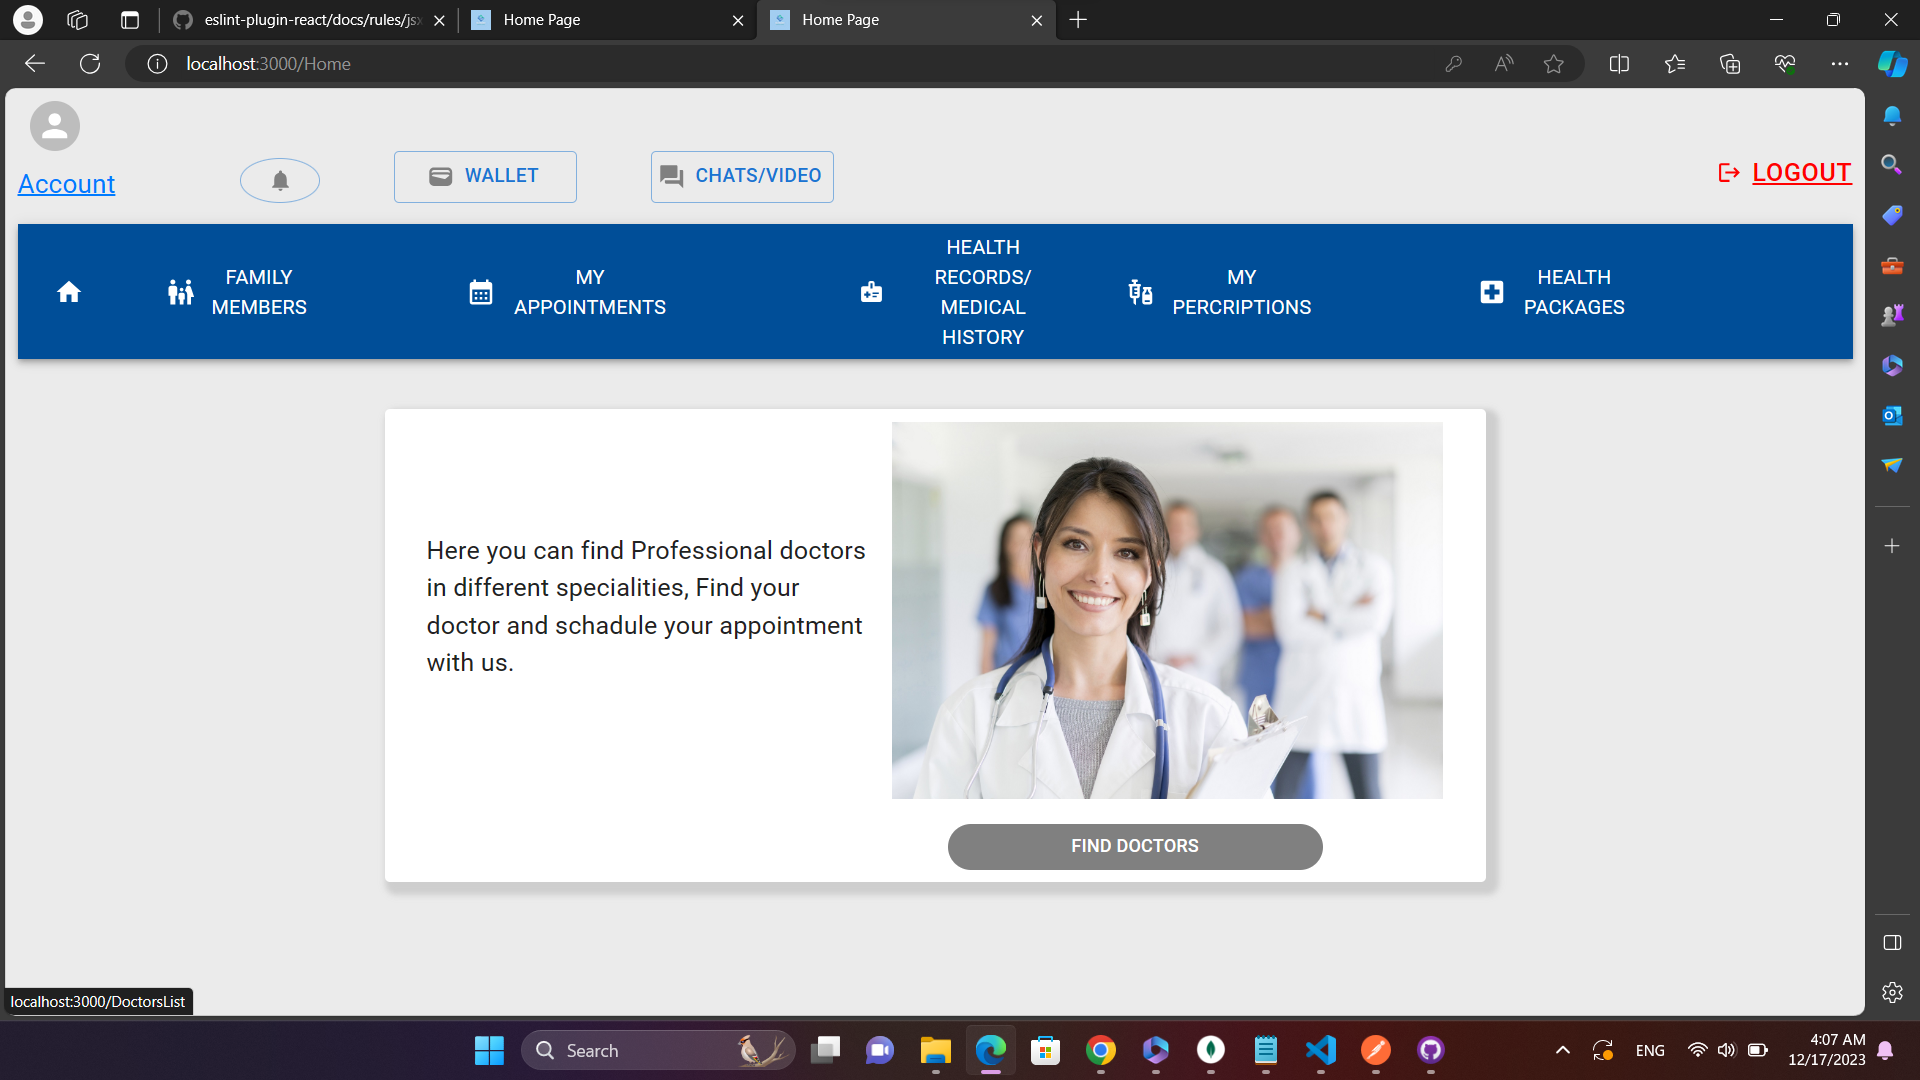 eslint-plugin-react/docs/rules/jsx
Home Page
Home Page
localhost:3000/Home
Account
WALLET
CHATS/VIDEO
LOGOUT
FAMILY
MEMBERS
MY
APPOINTMENTS
HEALTH
RECORDS/
MEDICAL
HISTORY
MY
PERCRIPTIONS
HEALTH
PACKAGES
Here you can find Professional doctors
in different specialities, Find your
doctor and schadule your appointment
with us.
FIND DOCTORS
localhost:3000/DoctorsList
Search
ENG
4:07 AM
12/17/2023